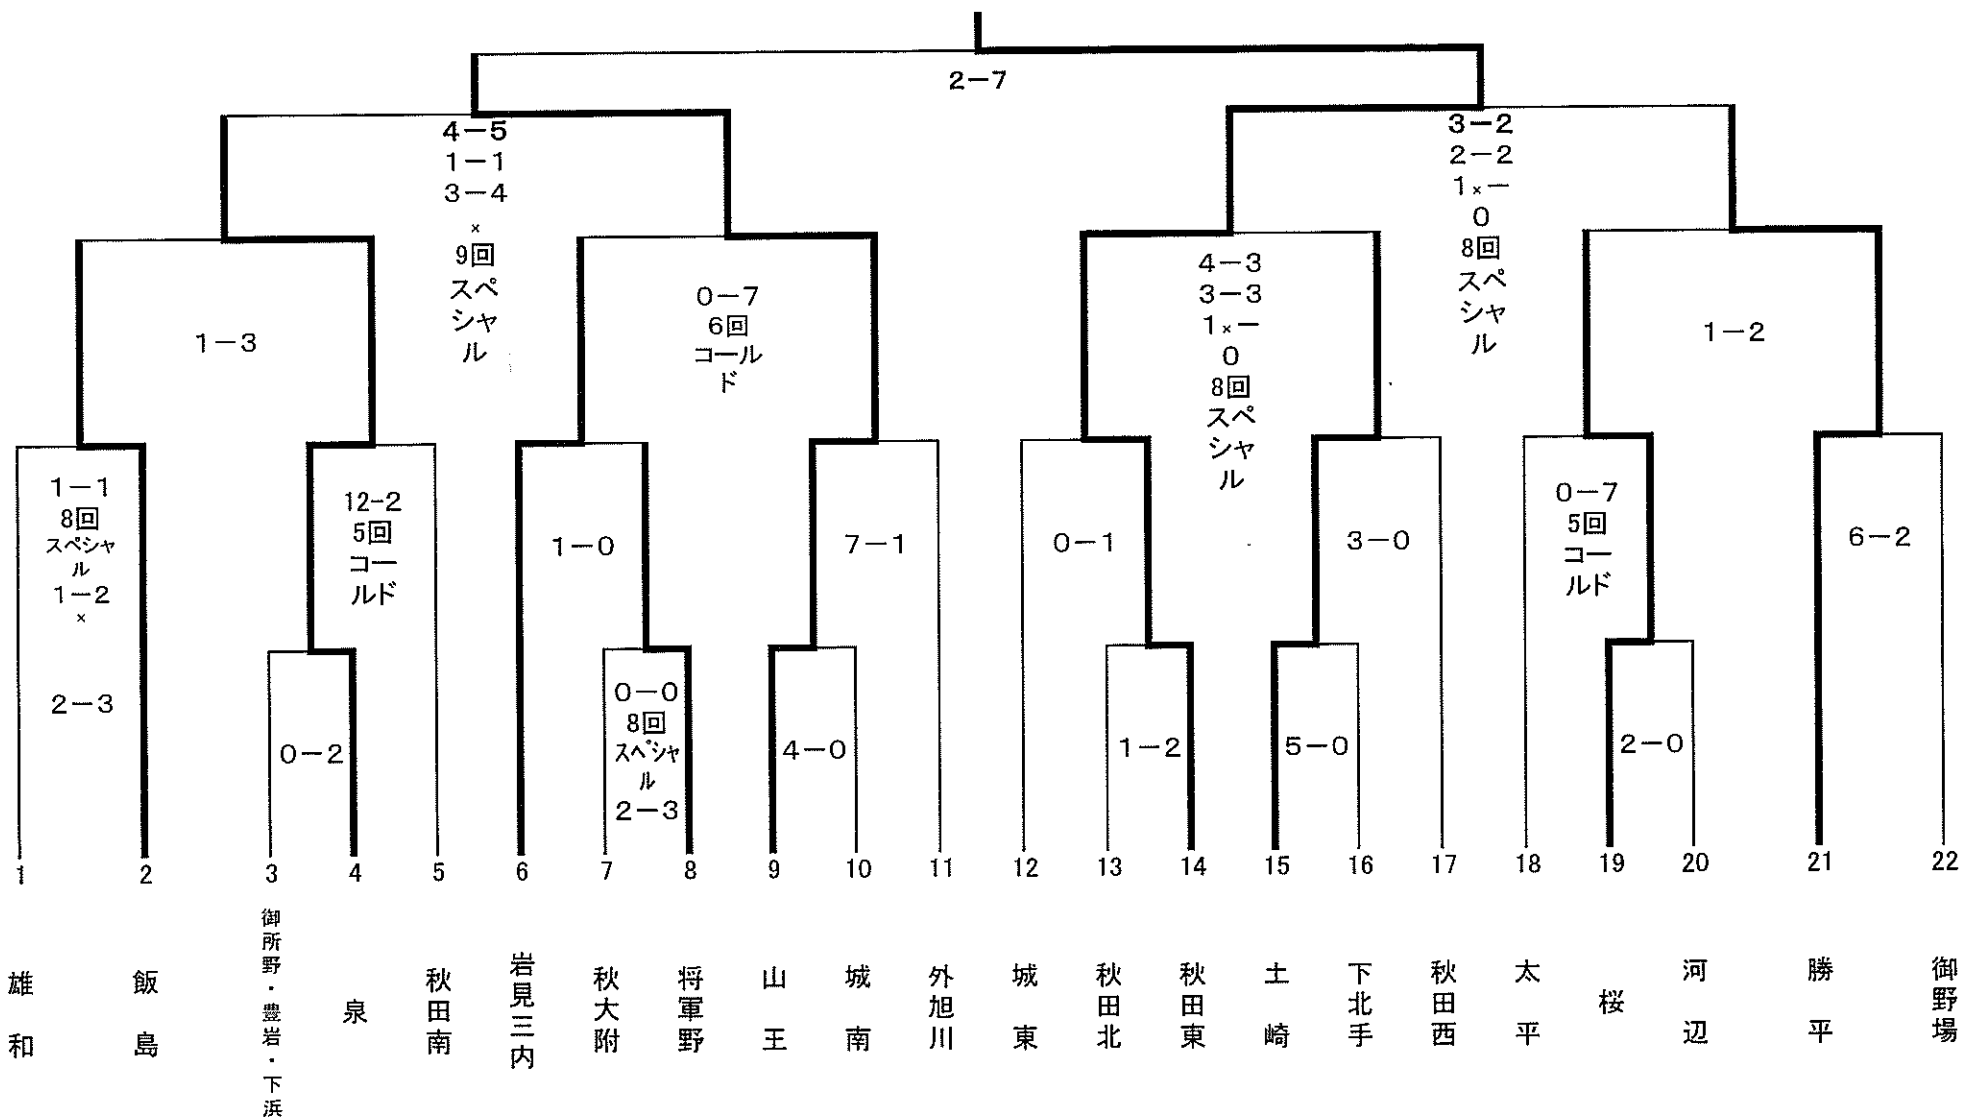 2-7
4-5
1-1
3-4
×
9回
スペ
シャ
ル
3-2
2-2
1×-
0
8回
スペ
シャ
ル
1-3
0-7
6回
コール
ド
4-3
3-3
1×-
0
8回
スペ
シャ
ル
1-2
1-1
8回
スペシャ
ル
1-2
×
2-3
12-2
5回
コー
ルド
1-0
7-1
0-1
3-0
0-7
5回
コー
ルド
6-2
0-2
0-0
8回
スペシャ
ル
2-3
4-0
1-2
5-0
2-0
1
2
3
4
5
6
7
8
9
10
11
12
13
14
15
16
17
18
19
20
21
22
雄和
飯島
御所野・豊岩・下浜
泉
秋田南
岩見三内
秋大附
将軍野
山王
城南
外旭川
城東
秋田北
秋田東
土崎
下北手
秋田西
太平
桜
河辺
勝平
御野場